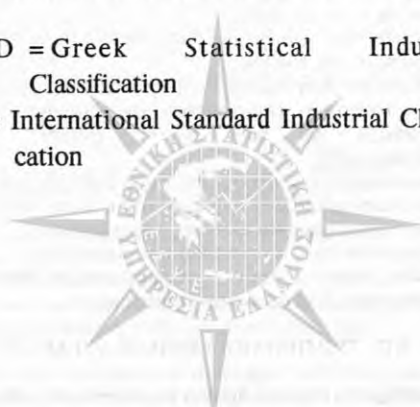 D = Greek Statistical Indu
Classification
International Standard Industrial Cl
cation
ΕΘΝΙΚΗ ΣΤΑΤΙΣΤΙΚΗ
ΥΠΗΡΕΣΙΑ ΕΛΛΑΔΟΣ
Ε.Σ.Υ.Ε